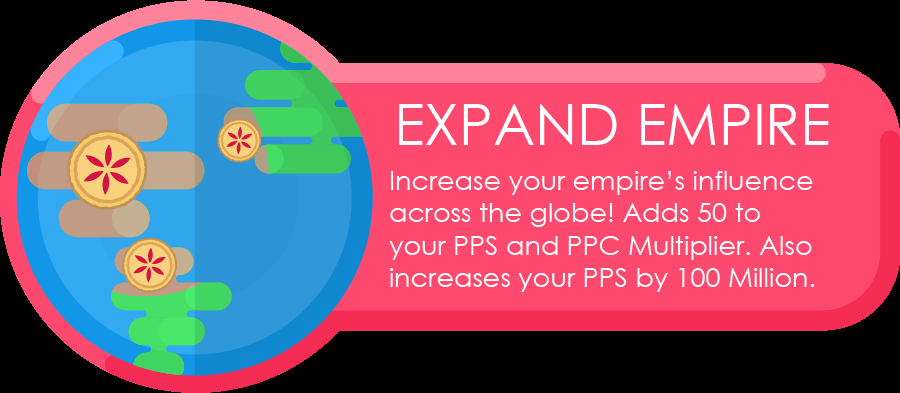 EXPAND EMPIRE
Increase your empire’s influence
across the globe! Adds 50 to
your PPS and PPC Multiplier. Also
increases your PPS by 100 Million.